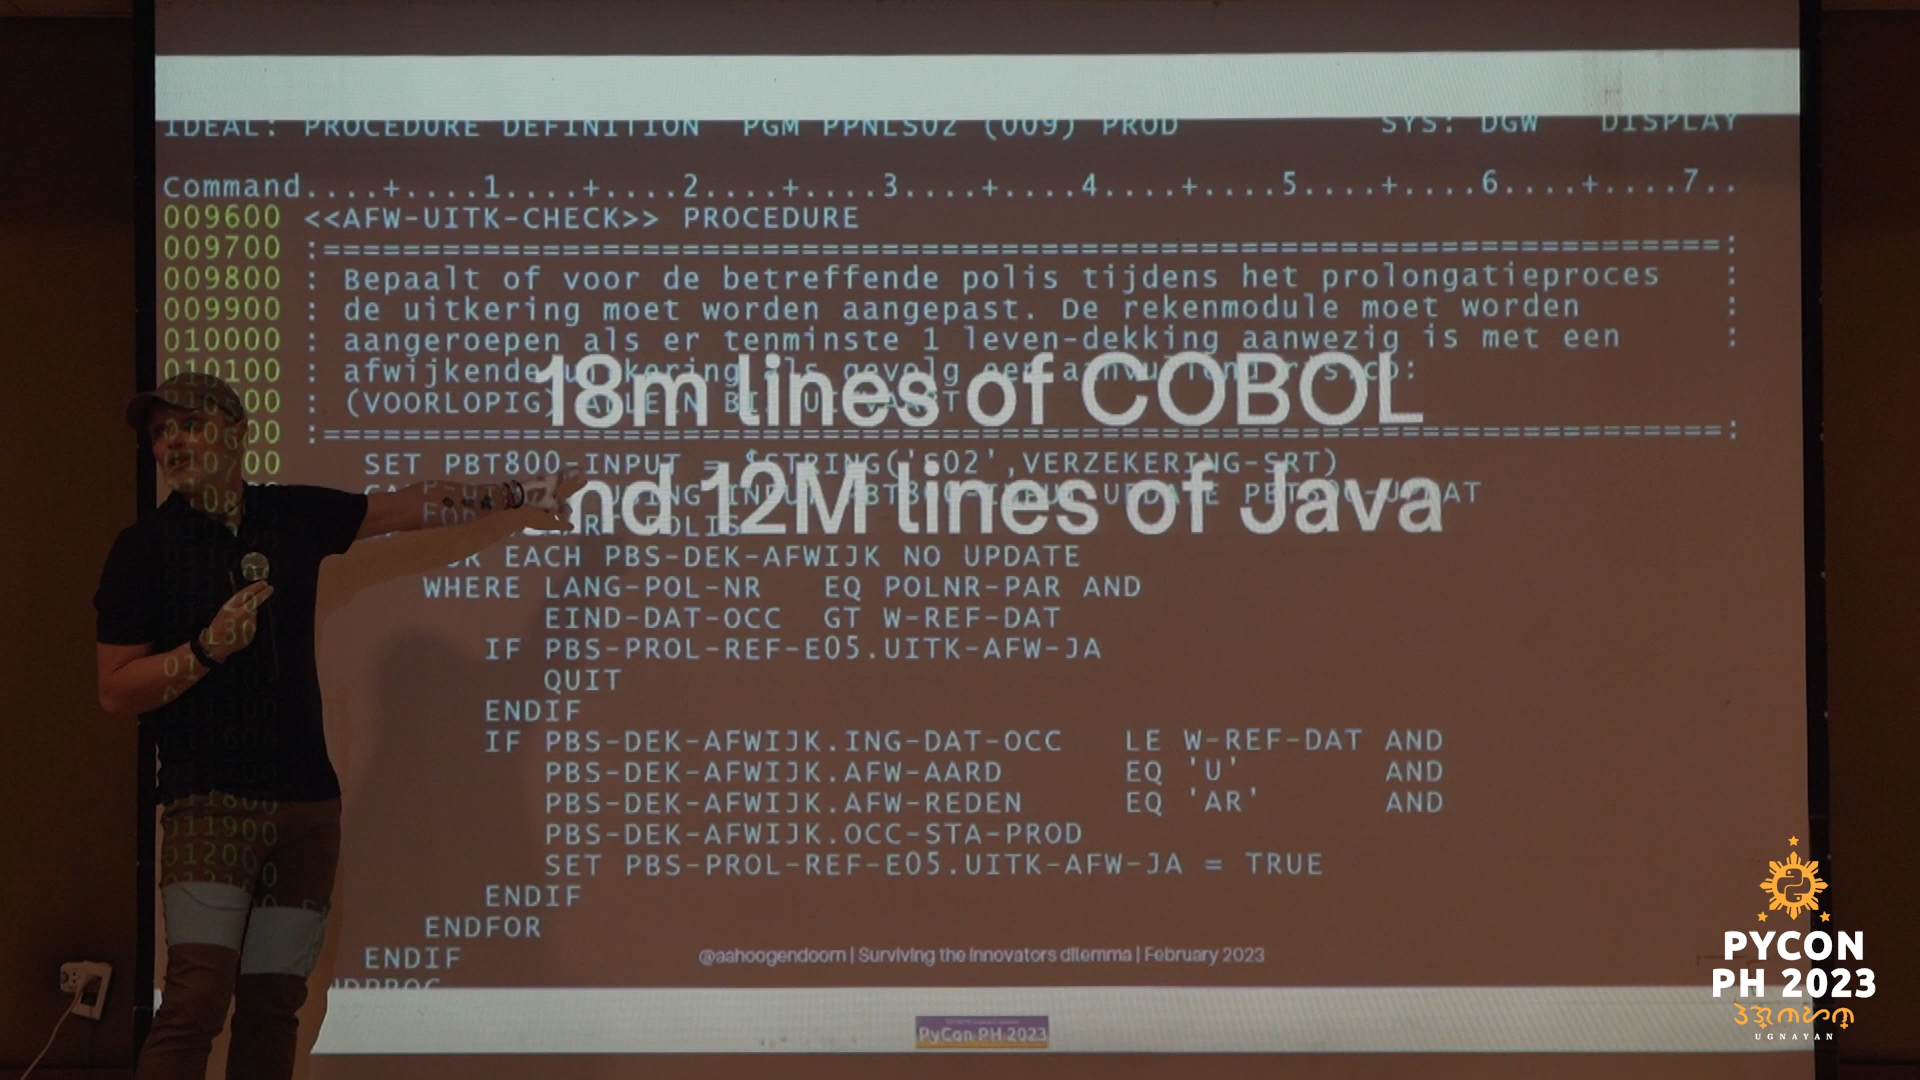 IDEAL: PROCEDURE DEFINITION PGM PPNLS02 (009) PROD SYS: DGW DISPLAY
Command....+....1....+....2....+....3....+....4....+....5....+....6....+....7..
009600 <<AFW-UITK-CHECK>> PROCEDURE
009700 :======================================================================:
009800 : Bepaalt of voor de betreffende polis tijdens het prolongatieproces :
009900 : de uitkering moet worden aangepast. De rekenmodule moet worden :
010000 : aangeroepen als er tenminste 1 leven-dekking aanwezig is met een :
010100 : afwijkende als gevolg
: (VOORLOPIG)
18m lines of COBOL
:======================================================================:
SET PBT800-INPUT = $STRING('S02',VERZEKERING-SRT)
and 12M lines of Java
EACH PBS-DEK-AFWIJK NO UPDATE
WHERE LANG-POL-NR EQ POLNR-PAR AND
EIND-DAT-OCC GT W-REF-DAT
IF PBS-PROL-REF-E05.UITK-AFW-JA
QUIT
ENDIF
IF PBS-DEK-AFWIJK.ING-DAT-OCC LE W-REF-DAT AND
PBS-DEK-AFWIJK.AFW-AARD EQ 'U' AND
PBS-DEK-AFWIJK.AFW-REDEN EQ 'AR' AND
011800
011900 PBS-DEK-AFWIJK.OCC-STA-PROD
SET PBS-PROL-REF-E05.UITK-AFW-JA = TRUE
ENDIF
ENDFOR
ENDIF
@aahoogendoorn | Surviving the innovators dilemma | February 2023
PyCon PH 2023
PYCON
PH 2023
UGNAYAN